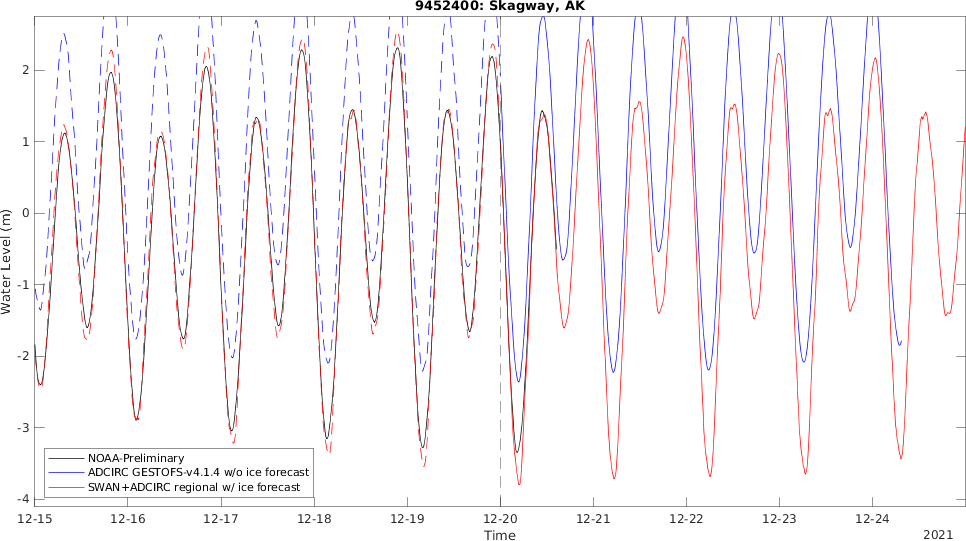 9452400: Skagway, AK
Water Level (m)
2
1
0
-1
-2
-3
-4
NOAA-Preliminary
ADCIRC GESTOFS-v4.1.4 w/o ice forecast
SWAN+ADCIRC regional w/ ice forecast
12-15 12-16 12-17 12-18 12-19 12-20 12-21 12-22 12-23 12-24
Time
2021